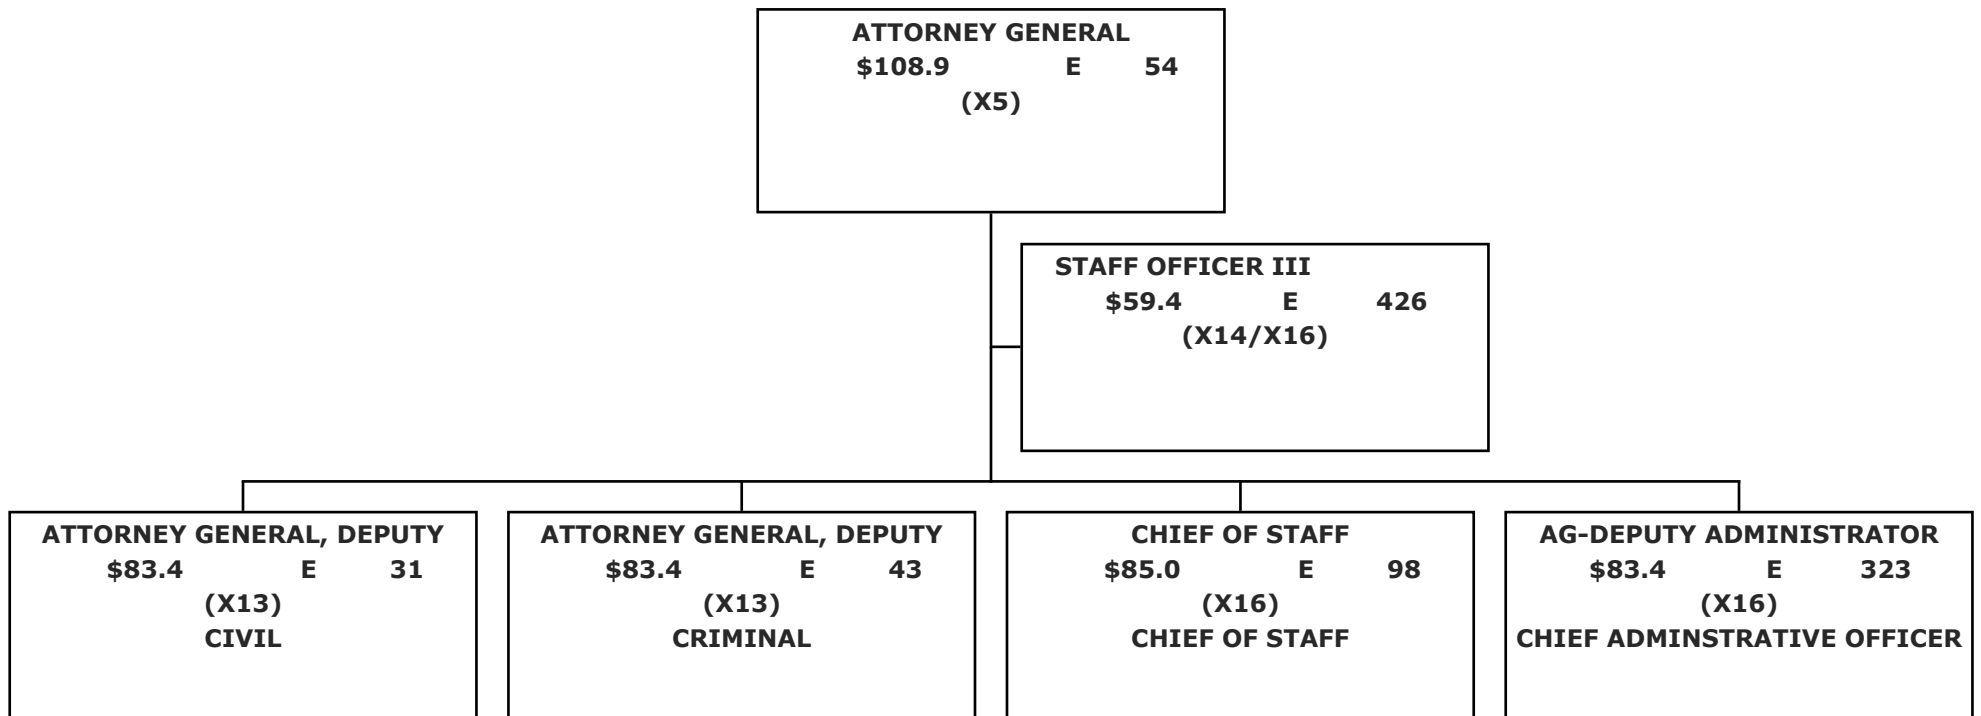 ATTORNEY GENERAL
$108.9 E 54
(X5)
STAFF OFFICER III
$59.4 E 426
(X14/X16)
ATTORNEY GENERAL, DEPUTY
$83.4 E 31
(X13)
CIVIL
ATTORNEY GENERAL, DEPUTY
$83.4 E 43
(X13)
CRIMINAL
CHIEF OF STAFF
$85.0 E 98
(X16)
CHIEF OF STAFF
AG-DEPUTY ADMINISTRATOR
$83.4 E 323
(X16)
CHIEF ADMINSTRATIVE OFFICER